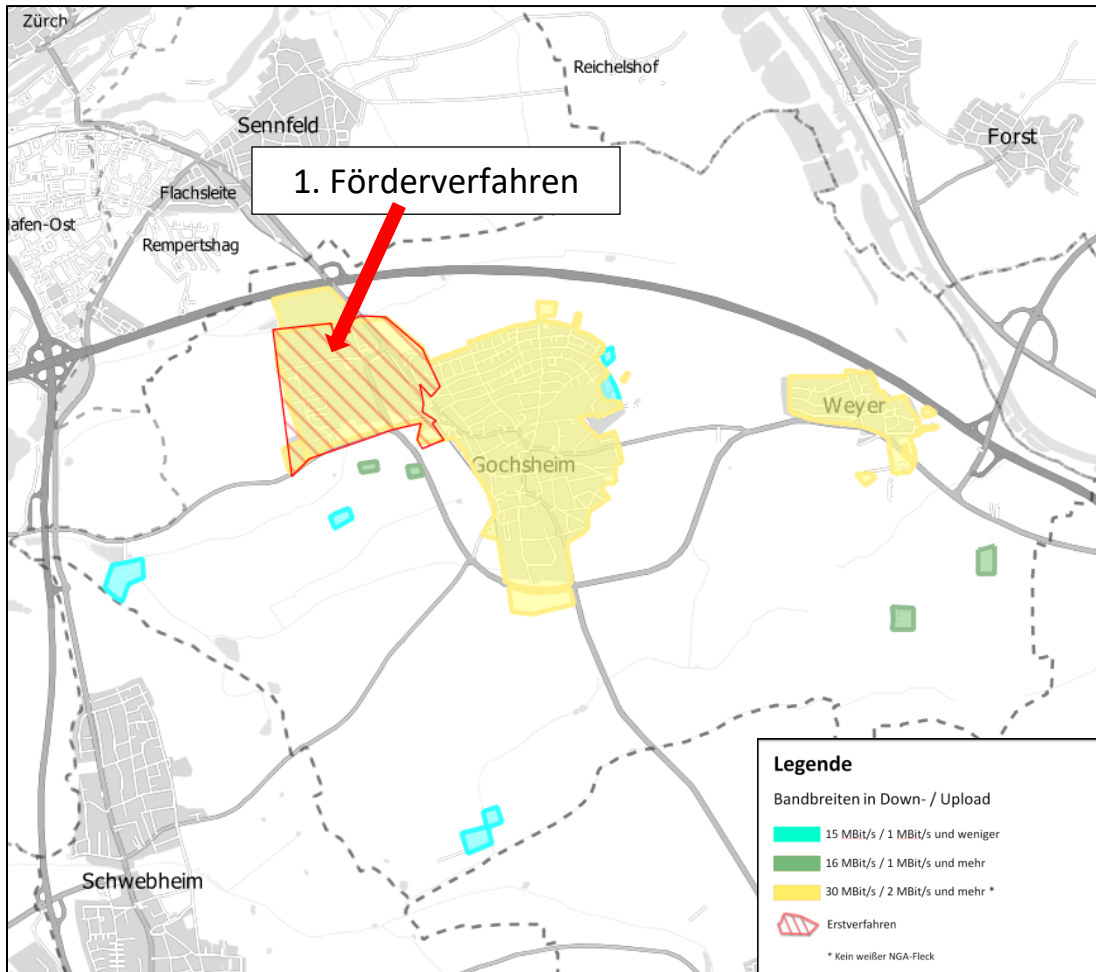 Zürch
Reichelshof
Sennfeld
Forst
1. Förderverfahren
Flachsleite
afen-Ost
Rempertshag
Weyer
Gochsheim
Schwebheim
Legende
Bandbreiten in Down- / Upload
15 MBit/s / 1 MBit/s und weniger
16 MBit/s / 1 MBit/s und mehr
30 MBit/s / 2 MBit/s und mehr *
Erstverfahren
* Kein weißer NGA-Fleck